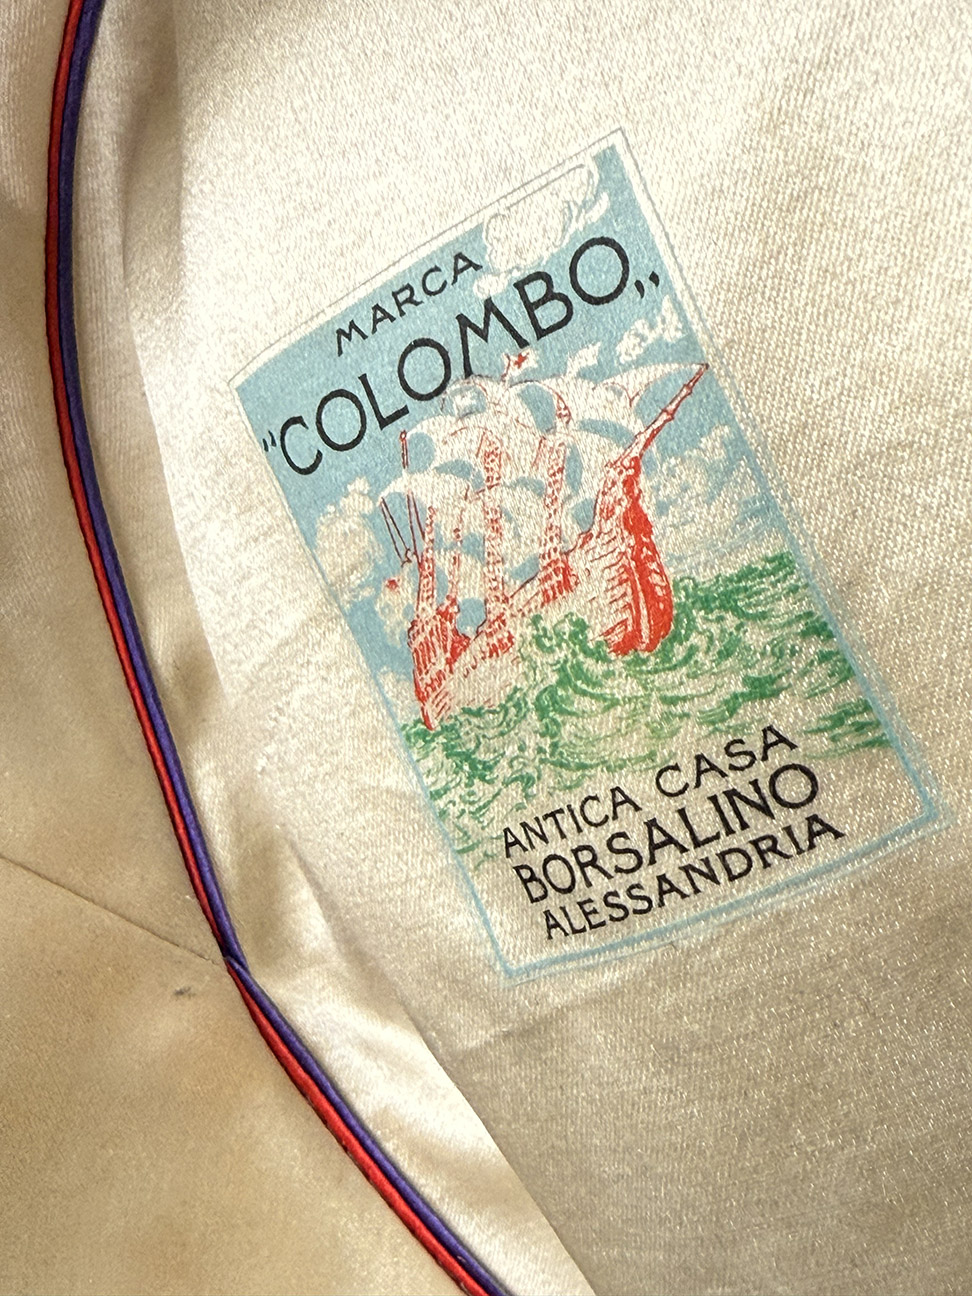 MARCA
"COLOMBO,,
ANTICA CASA
BORSALINO
ALESSANDRIA